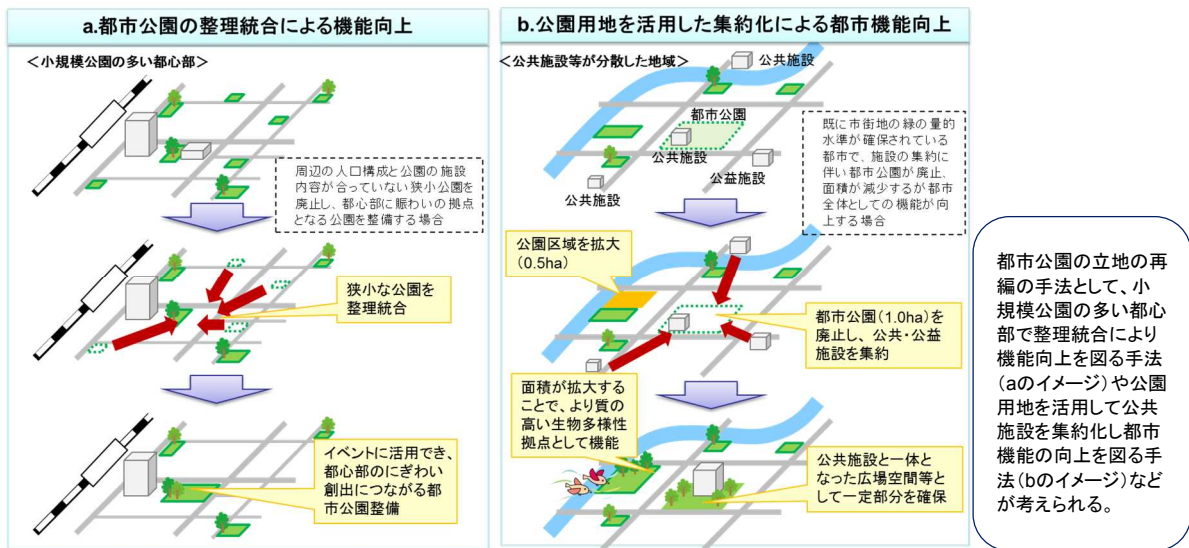 a.都市公園の整理統合による機能向上
＜小規模公園の多い都心部＞
周辺の人口構成と公園の施設
内容が合っていない狭小公園を
廃止し、都心部に賑わいの拠点
となる公園を整備する場合
狭小な公園を
整理統合
イベントに活用でき、
都心部のにぎわい
創出につながる都
市公園整備
b.公園用地を活用した集約化による都市機能向上
＜公共施設等が分散した地域＞
公共施設
都市公園
公共施設
公益施設
公共施設
既に市街地の緑の量的
水準が確保されている
都市で、施設の集約に
伴い都市公園が廃止、
面積が減少するが都市
全体としての機能が向
上する場合
公園区域を拡大
（0.5ha）
都市公園（1.0ha）を
廃止し、公共・公益
施設を集約
面積が拡大する
ことで、より質の
高い生物多様性
拠点として機能
公共施設と一体と
なった広場空間等と
して一定部分を確保
都市公園の立地の再
編の手法として、小
規模公園の多い都心
部で整理統合により
機能向上を図る手法
（aのイメージ）や公園
用地を活用して公共
施設を集約化し都市
機能の向上を図る手
法（bのイメージ）など
が考えられる。